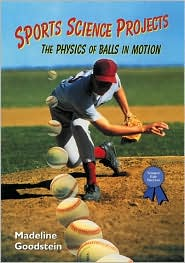 SPORTS SCIENCE PROJECTS
THE PHYSICS OF BALLS IN MOTION
Madeline
Goodstein